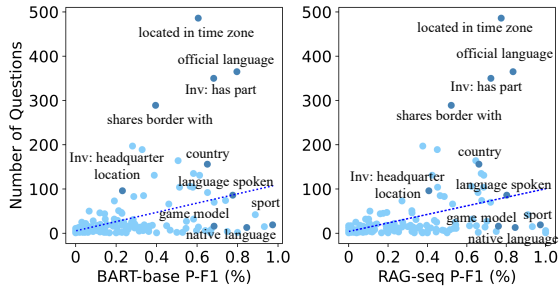 500
400
300
200
100
0
Number of Questions
located in time zone
official language
Inv: has part
shares border with
country
Inv: headquarter
location
language spoken
game model
sport
native language
0.0
0.2
0.4
0.6
0.8
1.0
BART-base P-F1 (%)
500
400
300
200
100
0
located in time zone
official language
Inv: has part
shares border with
country
Inv: headquarter
location
language spoken
game model
sport
native language
0.0
0.2
0.4
0.6
0.8
1.0
RAG-seq P-F1 (%)